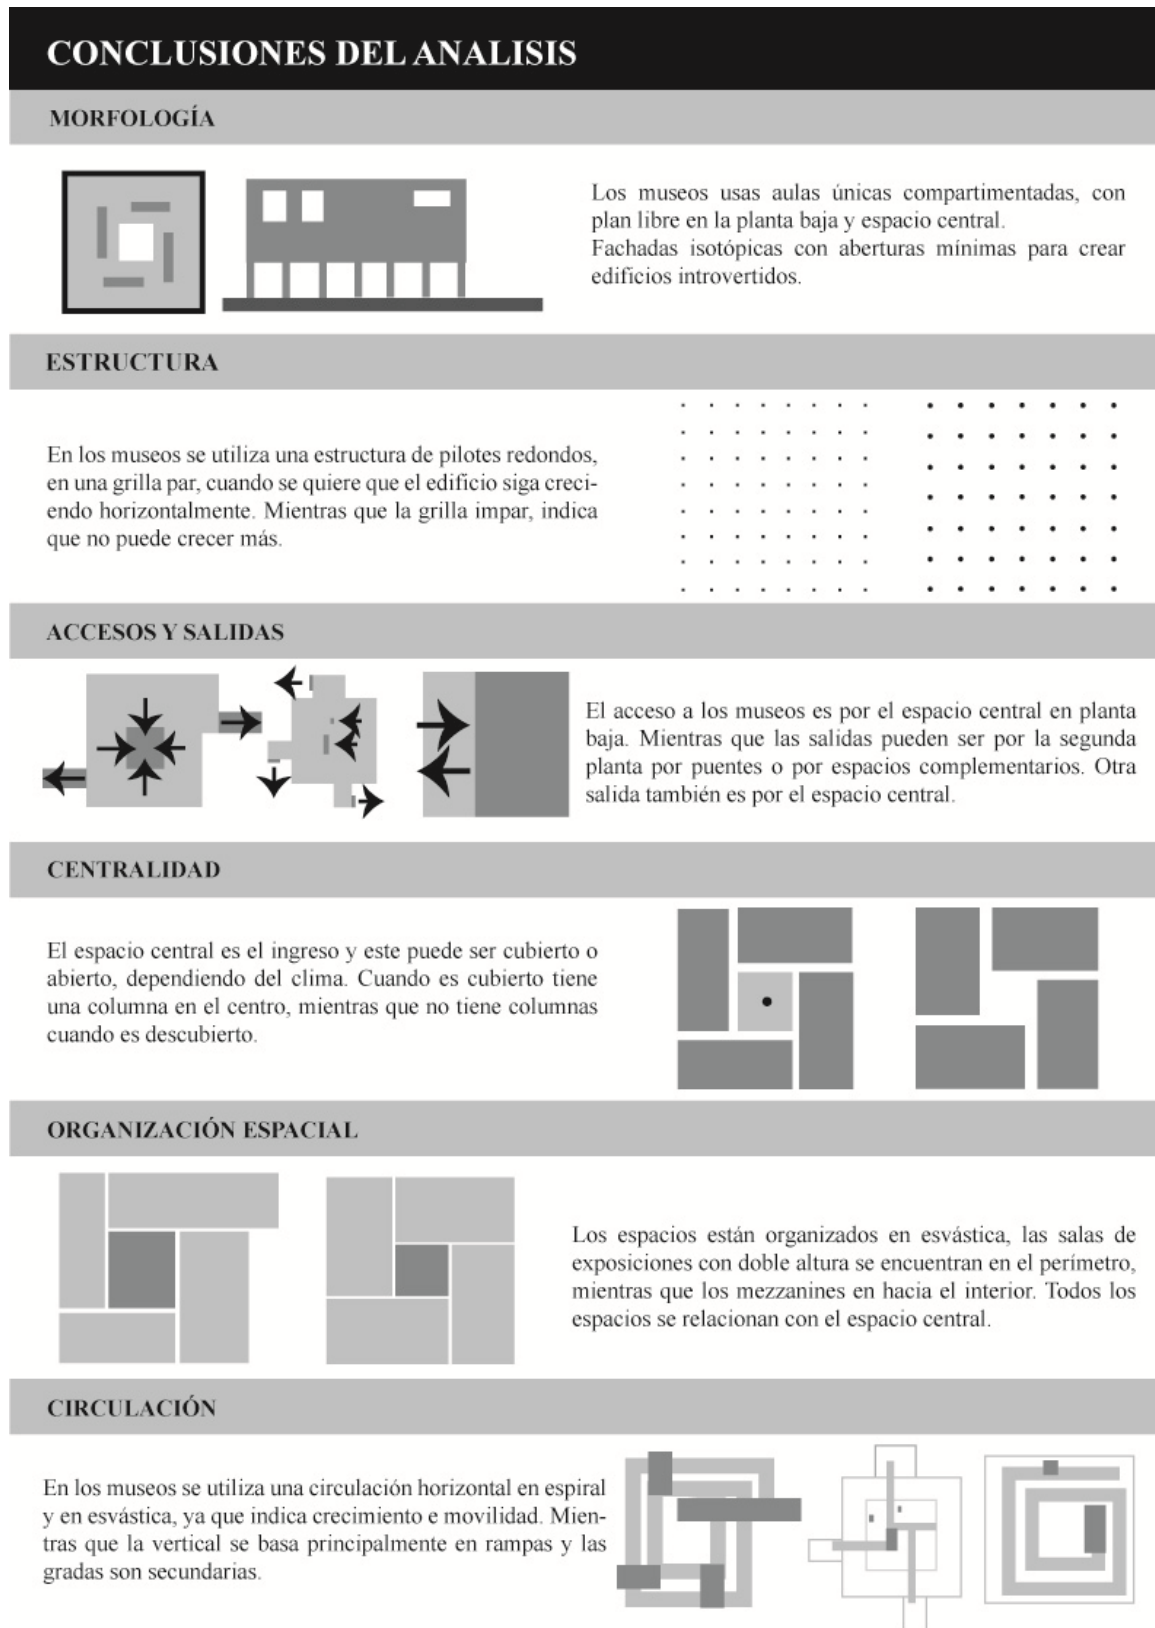 CONCLUSIONES DEL ANALISIS
MORFOLOGÍA
Los museos usas aulas únicas compartimentadas, con
plan libre en la planta baja y espacio central.
Fachadas isotópicas con aberturas mínimas para crear
edificios introvertidos.
ESTRUCTURA
En los museos se utiliza una estructura de pilotes redondos,
en una grilla par, cuando se quiere que el edificio siga creci-
endo horizontalmente. Mientras que la grilla impar, indica
que no puede crecer más.
ACCESOS Y SALIDAS
El acceso a los museos es por el espacio central en planta
baja. Mientras que las salidas pueden ser por la segunda
planta por puentes o por espacios complementarios. Otra
salida también es por el espacio central.
CENTRALIDAD
El espacio central es el ingreso y este puede ser cubierto o
abierto, dependiendo del clima. Cuando es cubierto tiene
una columna en el centro, mientras que no tiene columnas
cuando es descubierto.
ORGANIZACIÓN ESPACIAL
Los espacios están organizados en esvástica, las salas de
exposiciones con doble altura se encuentran en el perímetro,
mientras que los mezzanines en hacia el interior. Todos los
espacios se relacionan con el espacio central.
CIRCULACIÓN
En los museos se utiliza una circulación horizontal en espiral
y en esvástica, ya que indica crecimiento e movilidad. Mien-
tras que la vertical se basa principalmente en rampas y las
gradas son secundarias.